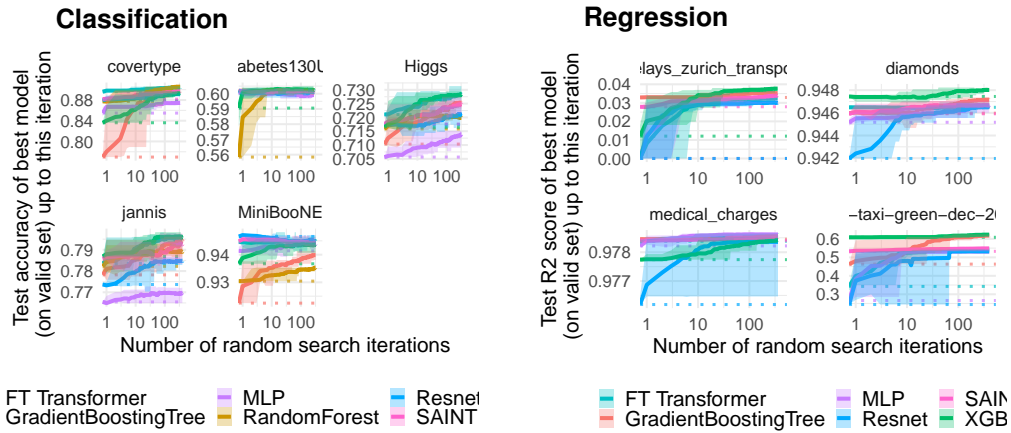 Classification
Test accuracy of best model
(on valid set) up to this iteration
covertype
0.88
0.84
0.80
1 10 100
abetes130U
0.60
0.59
0.58
0.57
0.56
1 10 100
Higgs
0.730
0.725
0.720
0.715
0.710
0.705
1 10 100
jannis
0.79
0.78
0.77
1 10 100
MiniBooNE
0.94
0.93
1 10 100
Number of random search iterations
FT Transformer
GradientBoostingTree
MLP
RandomForest
Resnet
SAINT
Regression
Test R2 score of best model
(on valid set) up to this iteration
elays_zurich_transpo
0.04
0.03
0.02
0.01
0.00
1 10 100
diamonds
0.948
0.946
0.944
0.942
1 10 100
medical_charges
0.978
0.977
1 10 100
−taxi−green−dec−20
0.6
0.5
0.4
0.3
1 10 100
Number of random search iterations
FT Transformer
GradientBoostingTree
MLP
Resnet
SAIN
XGB